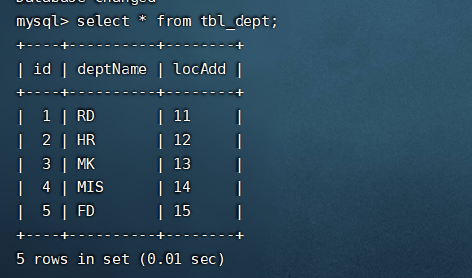 Database changed
mysql> select * from tbl_dept;
+----+----------+--------+
| id | deptName | locAdd |
+----+----------+--------+
|  1 | RD       | 11     |
|  2 | HR       | 12     |
|  3 | MK       | 13     |
|  4 | MIS      | 14     |
|  5 | FD       | 15     |
+----+----------+--------+
5 rows in set (0.01 sec)